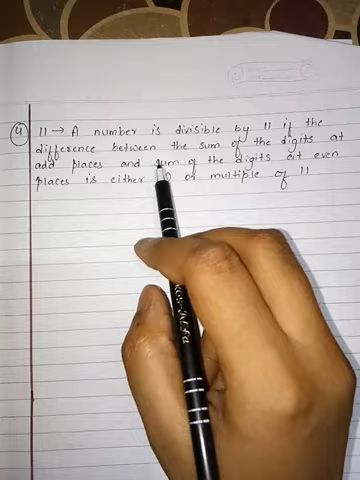 4 11 → A number is divisible by 11 if the
difference between the sum of the digits at
add places and sum of the digits at even
places is either 0 or multiple of 11